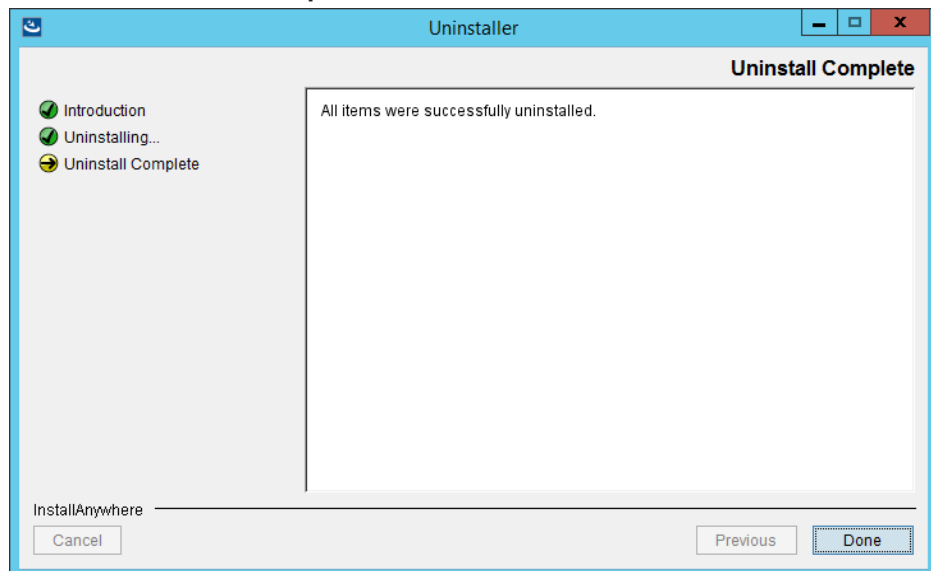 Uninstaller
Uninstall Complete
Introduction
Uninstalling...
Uninstall Complete
All items were successfully uninstalled.
InstallAnywhere
Cancel
Previous
Done